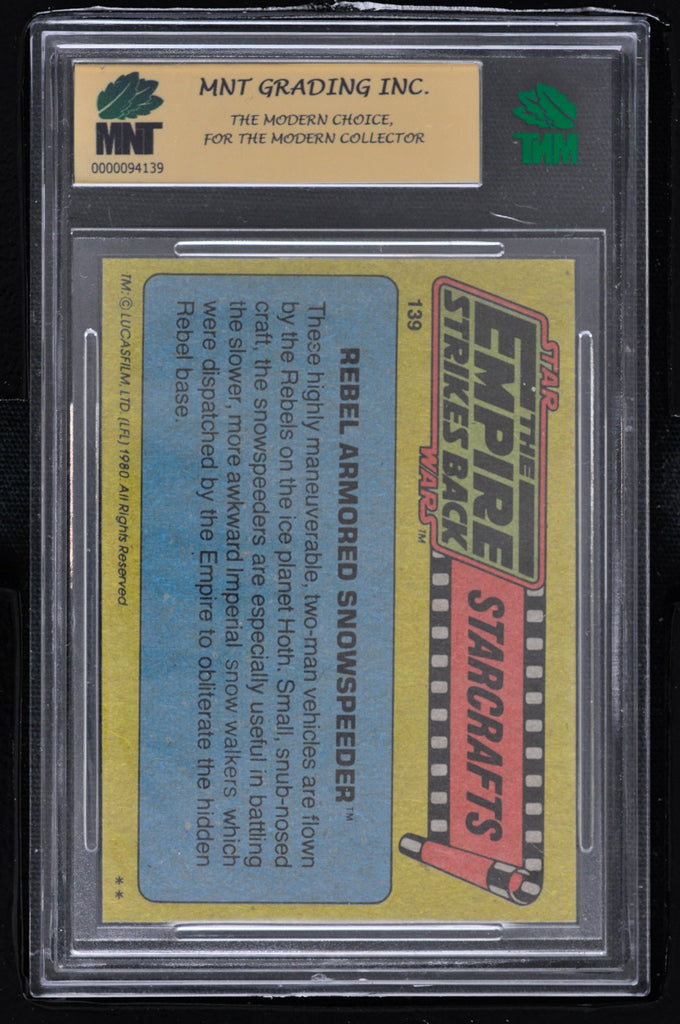 MNT GRADING INC.
THE MODERN CHOICE,
FOR THE MODERN COLLECTOR
MNT
0000094139
MNT
STAR
THE
EMPIRE
STRIKES BACK
WARS™
STARCRAFTS
139
REBEL ARMORED SNOWSPEEDER™
These highly maneuverable, two-man vehicles are flown
by the Rebels on the ice planet Hoth. Small, snub-nosed
craft, the snowspeeders are especially useful in battling
the slower, more awkward Imperial snow walkers which
were dispatched by the Empire to obliterate the hidden
Rebel base.
TM: © LUCASFILM, LTD. (LFL) 1980. All Rights Reserved
**